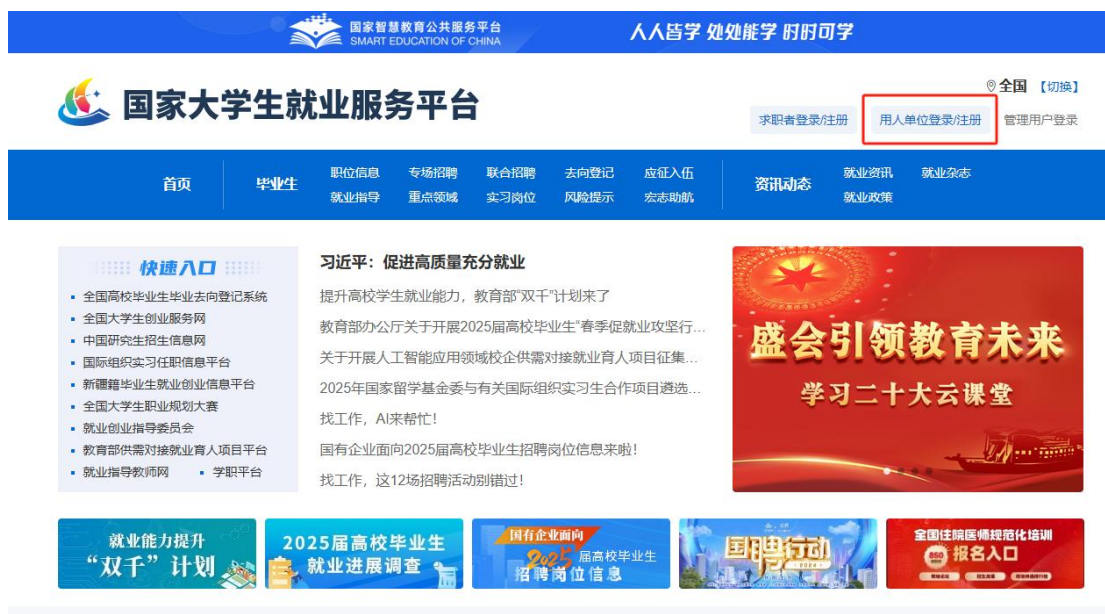 国家智慧教育公共服务平台
SMART EDUCATION OF CHINA
人人皆学 处处能学 时时可学
国家大学生就业服务平台
全国 【切换】
求职者登录/注册 用人单位登录/注册 管理用户登录
首页 毕业生 职位信息 专场招聘 联合招聘 去向登记 应征入伍 资讯动态 就业资讯 就业杂志
就业指导 重点领域 实习岗位 风险提示 宏志助航 就业政策
快速入口
全国高校毕业生毕业去向登记系统
全国大学生创业服务网
中国研究生招生信息网
国际组织实习任职信息平台
新疆籍毕业生就业创业信息平台
全国大学生职业规划大赛
就业创业指导委员会
教育部供需对接就业育人项目平台
就业指导教师网 学职平台
习近平：促进高质量充分就业
提升高校学生就业能力，教育部“双千”计划来了
教育部办公厅关于开展2025届高校毕业生“春季促就业攻坚行...
关于开展人工智能应用领域校企供需对接就业育人项目征集...
2025年国家留学基金委与有关国际组织实习生合作项目遴选...
找工作，AI来帮忙！
国有企业面向2025届高校毕业生招聘岗位信息来啦！
找工作，这12场招聘活动别错过！
盛会引领教育未来
学习二十大云课堂
就业能力提升
“双千”计划
2025届高校毕业生
就业进展调查
国有企业面向
2025届高校毕业生
招聘岗位信息
国聘行动
2024
全国住院医师规范化培训
报名入口